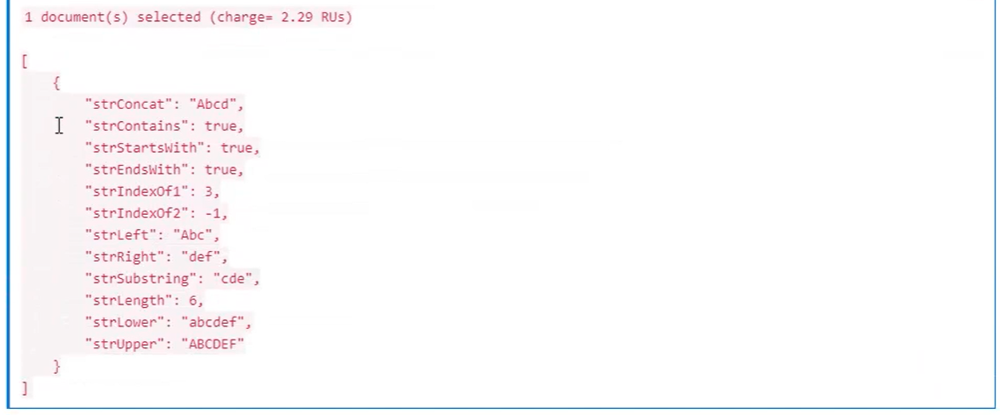 1 document(s) selected (charge= 2.29 RUs)
[
{
"strConcat": "Abcd",
"strContains": true,
"strStartsWith": true,
"strEndsWith": true,
"strIndexOf1": 3,
"strIndexOf2": -1,
"strLeft": "Abc",
"strRight": "def",
"strSubstring": "cde",
"strLength": 6,
"strLower": "abcdef",
"strUpper": "ABCDEF"
}
]